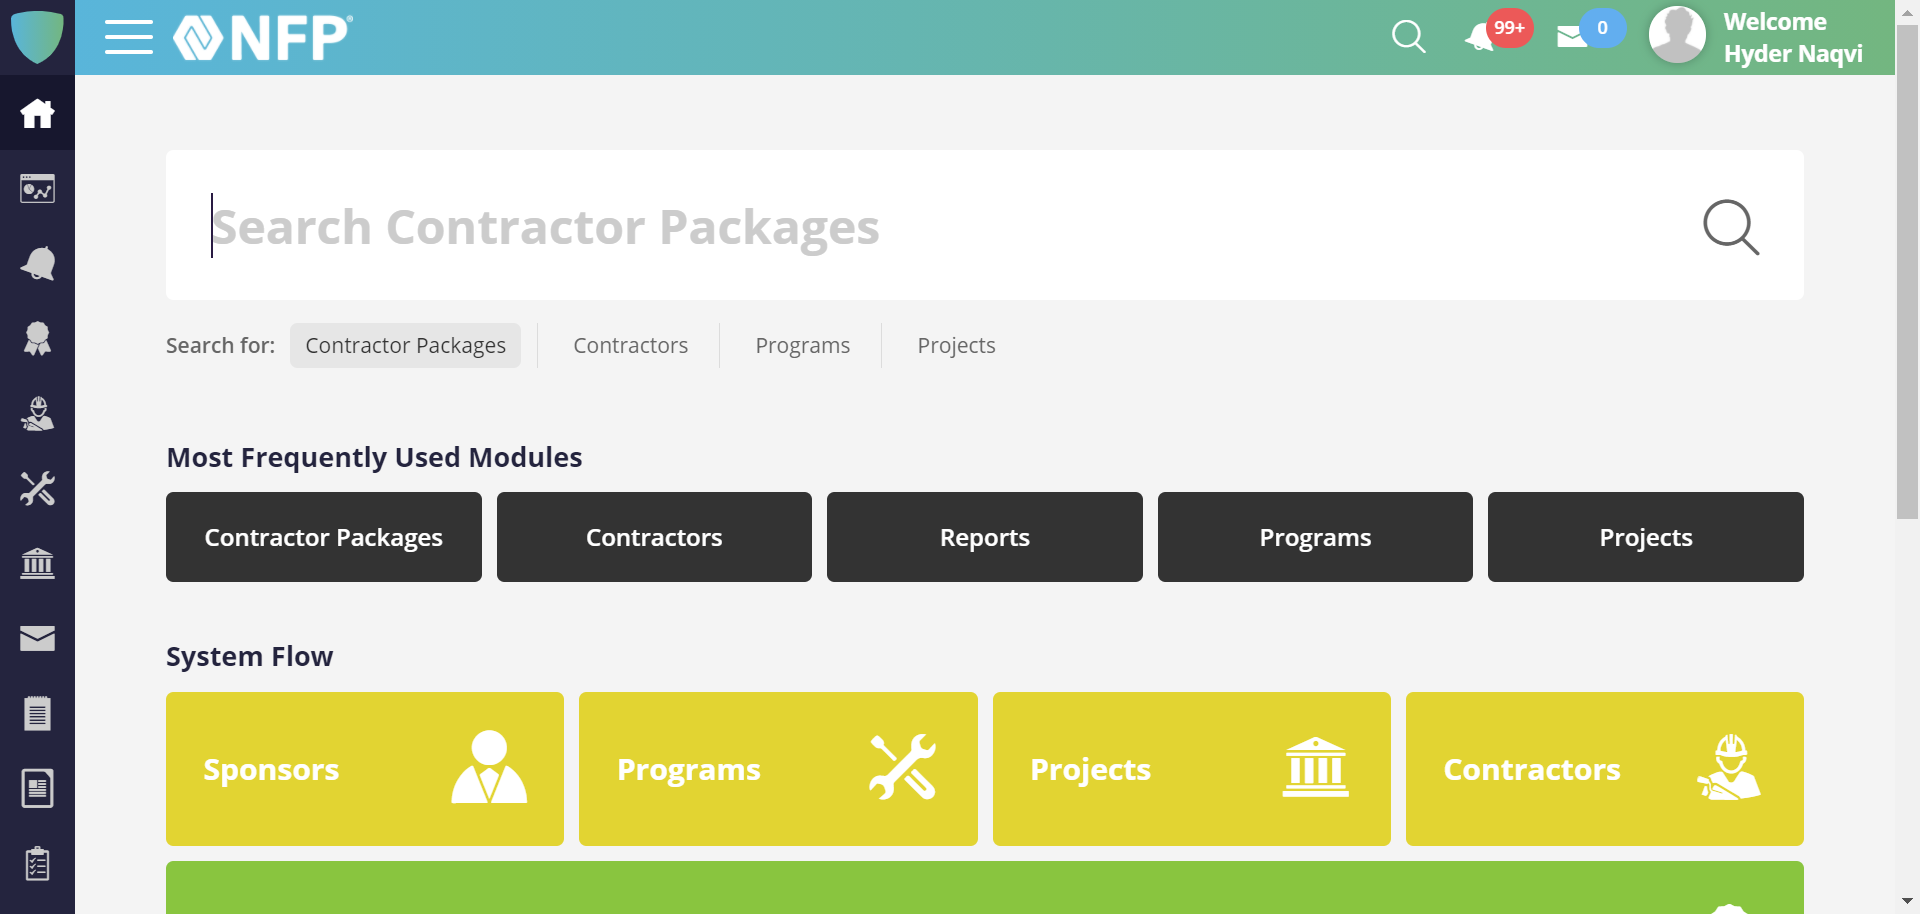 NFP®
99+
0
Welcome
Hyder Naqvi
Search Contractor Packages
Search for: Contractor Packages Contractors Programs Projects
Most Frequently Used Modules
Contractor Packages Contractors Reports Programs Projects
System Flow
Sponsors Programs Projects Contractors